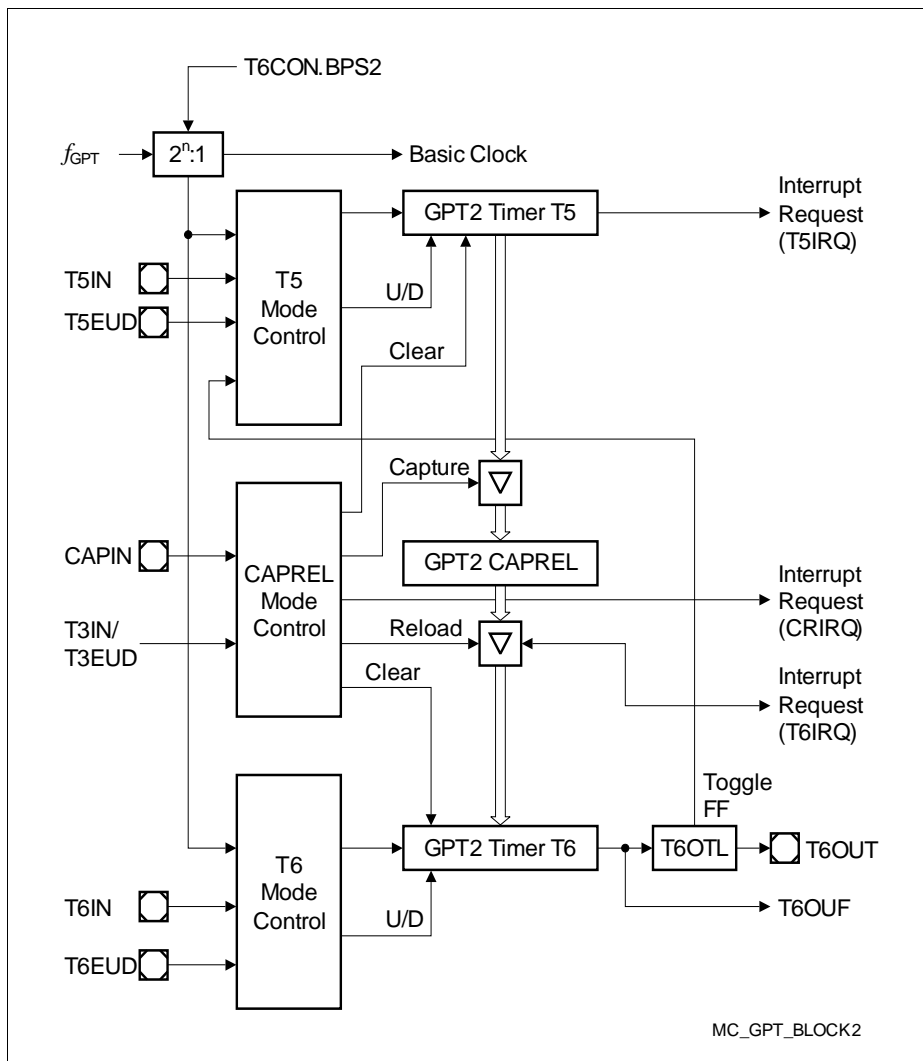 T6CON.BPS2
fGPT
2n:1
Basic Clock
T5IN
T5EUD
T5
Mode
Control
GPT2 Timer T5
U/D
Clear
Interrupt
Request
(T5IRQ)
Capture
CAPIN
T3IN/
T3EUD
CAPREL
Mode
Control
GPT2 CAPREL
Reload
Clear
Interrupt
Request
(CRIRQ)
Interrupt
Request
(T6IRQ)
Toggle
FF
T6IN
T6EUD
T6
Mode
Control
GPT2 Timer T6
U/D
T6OTL
T6OUT
T6OUF
MC_GPT_BLOCK2